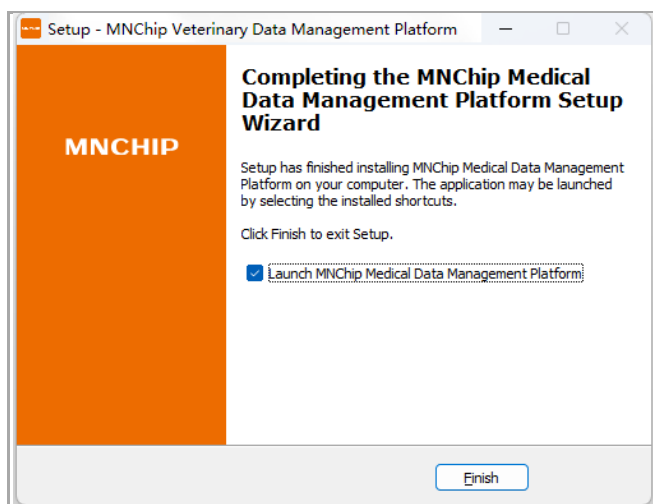 Setup - MNChip Veterinary Data Management Platform
MNCHIP
Completing the MNChip Medical
Data Management Platform Setup
Wizard
Setup has finished installing MNChip Medical Data Management
Platform on your computer. The application may be launched
by selecting the installed shortcuts.
Click Finish to exit Setup.
Launch MNChip Medical Data Management Platform
Finish